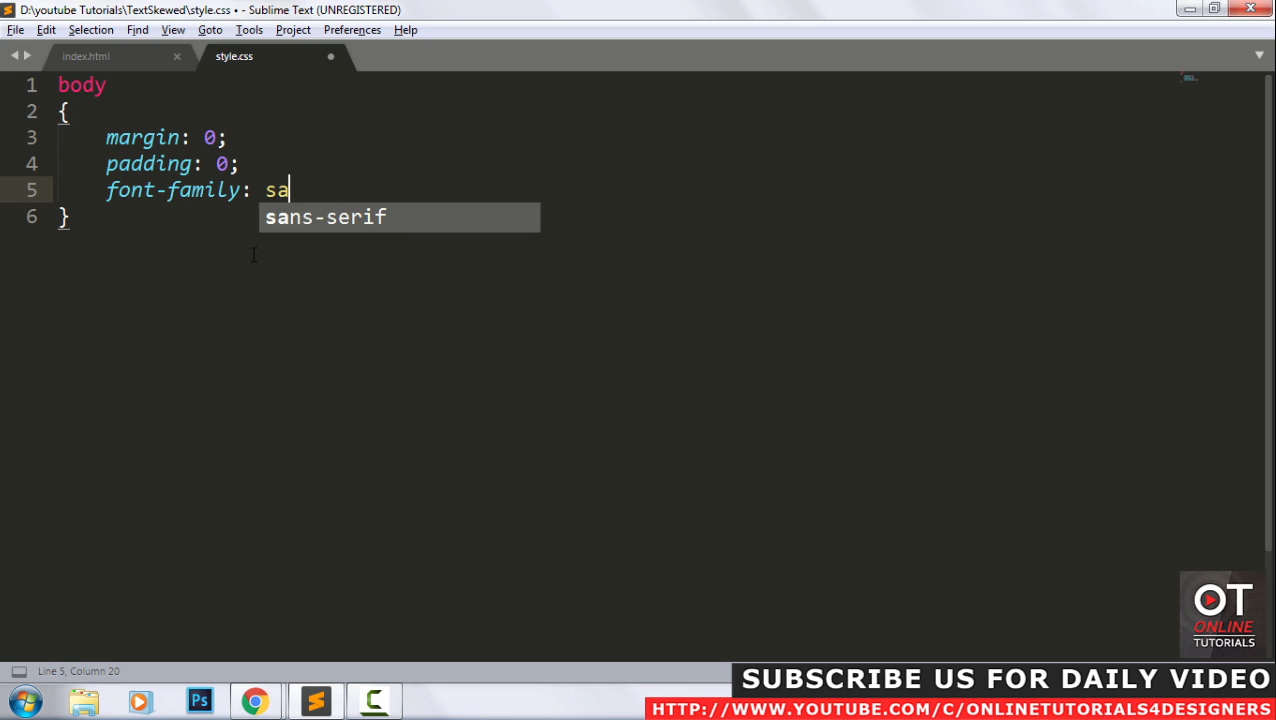 D:\youtube Tutorials\TextSkewed\style.css • - Sublime Text (UNREGISTERED)
File Edit Selection Find View Goto Tools Project Preferences Help
index.html style.css
1 body
2 {
3 margin: 0;
4 padding: 0;
5 font-family: sa
sans-serif
6 }
OT
ONLINE
TUTORIALS
Line 5, Column 20
SUBSCRIBE US FOR DAILY VIDEO
Ps
HTTP://WWW.YOUTUBE.COM/C/ONLINETUTORIALS4DESIGNERS